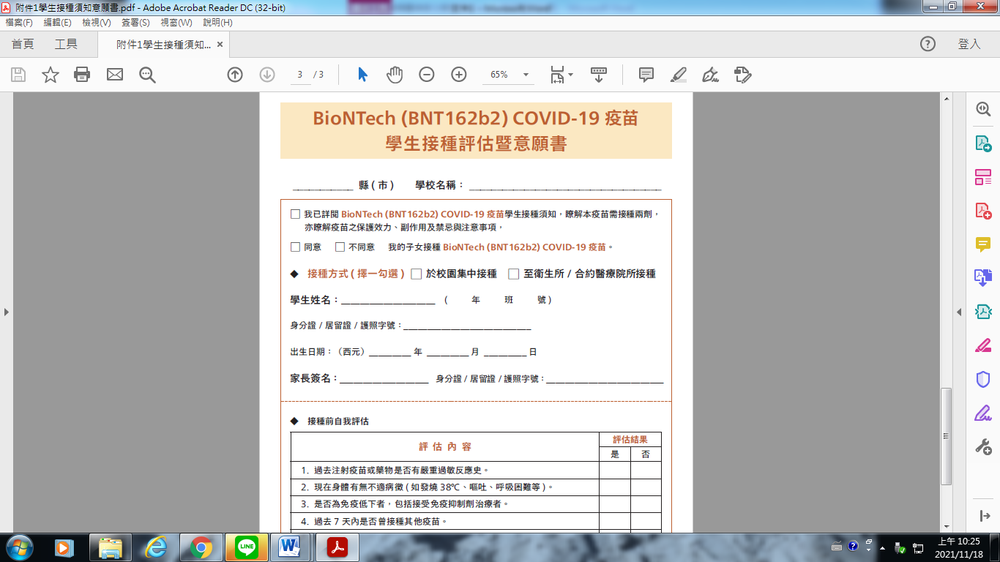 附件1學生接種須知意願書.pdf - Adobe Acrobat Reader DC (32-bit)
檔案(F) 編輯(E) 檢視(V) 簽署(S) 視窗(W) 說明(H)
首頁 工具 附件1學生接種須知... × ? 登入
3 / 3 65%
BioNTech (BNT162b2) COVID-19 疫苗
學生接種評估暨意願書
____________ 縣 ( 市 ) 學校名稱：______________________________________
□ 我已詳閱 BioNTech (BNT162b2) COVID-19 疫苗學生接種須知，瞭解本疫苗需接種兩劑，
亦瞭解疫苗之保護效力、副作用及禁忌與注意事項，
□ 同意 □ 不同意 我的子女接種 BioNTech (BNT162b2) COVID-19 疫苗。
◆ 接種方式 ( 擇一勾選 ) □ 於校園集中接種 □ 至衛生所 / 合約醫療院所接種
學生姓名：____________________ ( 年 班 號 )
身分證 / 居留證 / 護照字號：______________________________
出生日期：（西元）__________ 年 __________ 月 __________ 日
家長簽名：___________________ 身分證 / 居留證 / 護照字號：____________________________
◆ 接種前自我評估
評 估 內 容 評估結果
是 否
1. 過去注射疫苗或藥物是否有嚴重過敏反應史。
2. 現在身體有無不適病徵 ( 如發燒 38℃、嘔吐、呼吸困難等 )。
3. 是否為免疫低下者，包括接受免疫抑制劑治療者。
4. 過去 7 天內是否曾接種其他疫苗。
LINE
上午 10:25
2021/11/18